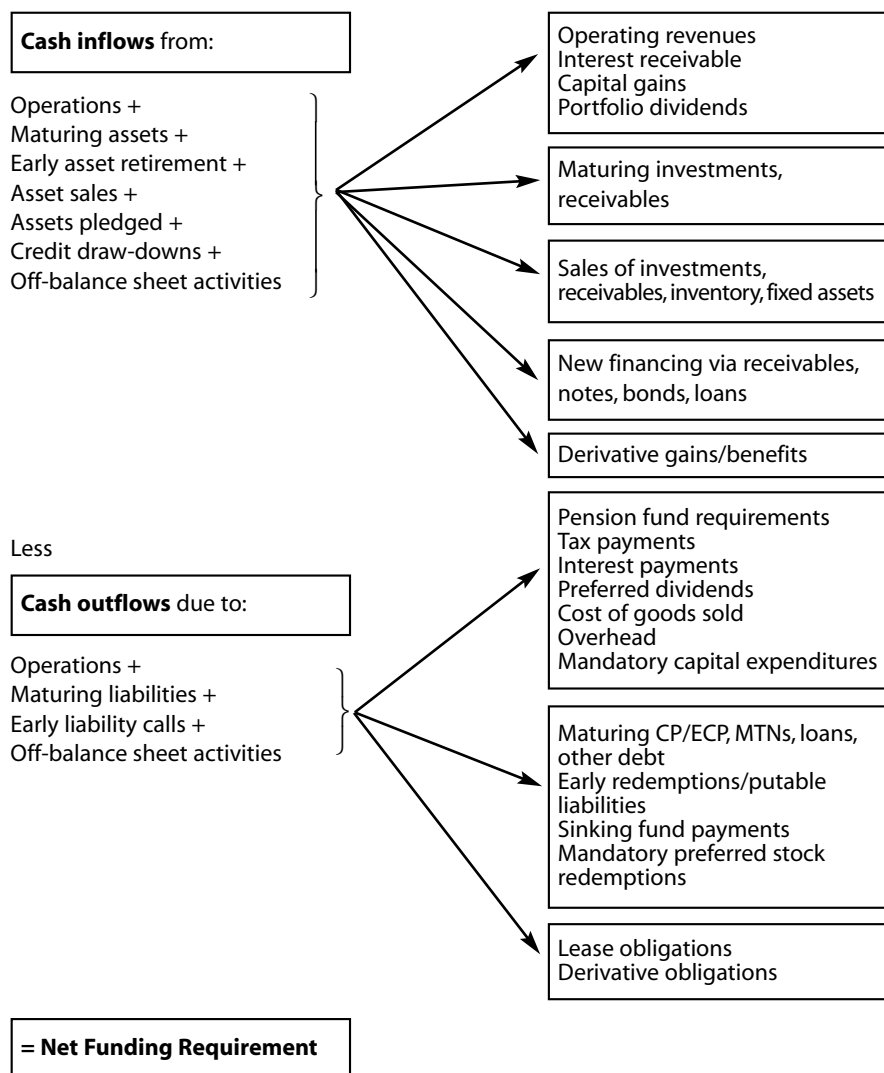 Cash inflows from:
Operations +
Maturing assets +
Early asset retirement +
Asset sales +
Assets pledged +
Credit draw-downs +
Off-balance sheet activities
Operating revenues
Interest receivable
Capital gains
Portfolio dividends
Maturing investments,
receivables
Sales of investments,
receivables, inventory, fixed assets
New financing via receivables,
notes, bonds, loans
Derivative gains/benefits
Less
Cash outflows due to:
Operations +
Maturing liabilities +
Early liability calls +
Off-balance sheet activities
Pension fund requirements
Tax payments
Interest payments
Preferred dividends
Cost of goods sold
Overhead
Mandatory capital expenditures
Maturing CP/ECP, MTNs, loans,
other debt
Early redemptions/putable
liabilities
Sinking fund payments
Mandatory preferred stock
redemptions
Lease obligations
Derivative obligations
= Net Funding Requirement